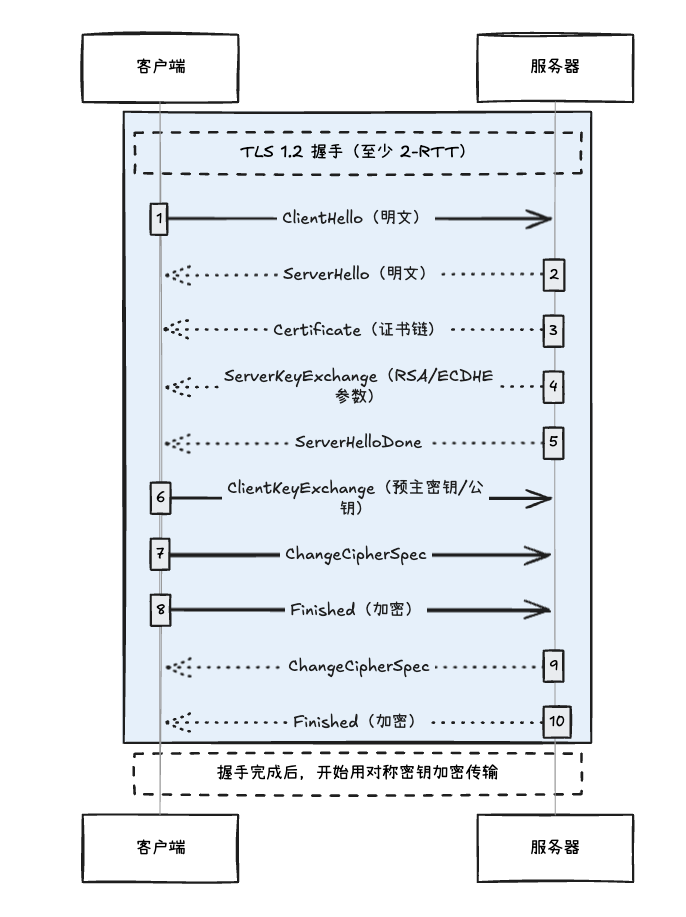 客户端
服务器
TLS 1.2 握手（至少 2-RTT）
1
ClientHello（明文）
ServerHello（明文）
2
Certificate（证书链）
3
ServerKeyExchange（RSA/ECDHE
参数）
4
ServerHelloDone
5
6
ClientKeyExchange（预主密钥/公
钥）
7
ChangeCipherSpec
8
Finished（加密）
ChangeCipherSpec
9
Finished（加密）
10
握手完成后，开始用对称密钥加密传输
客户端
服务器